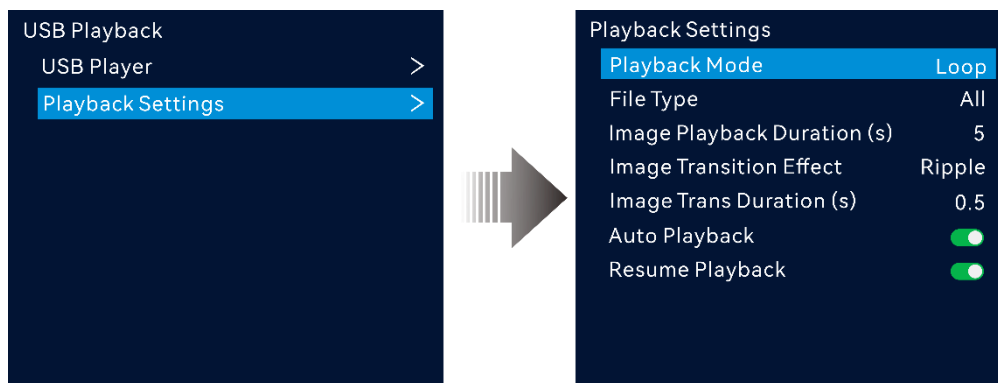 USB Playback
USB Player >
Playback Settings >
Playback Settings
Playback Mode Loop
File Type All
Image Playback Duration (s) 5
Image Transition Effect Ripple
Image Trans Duration (s) 0.5
Auto Playback
Resume Playback